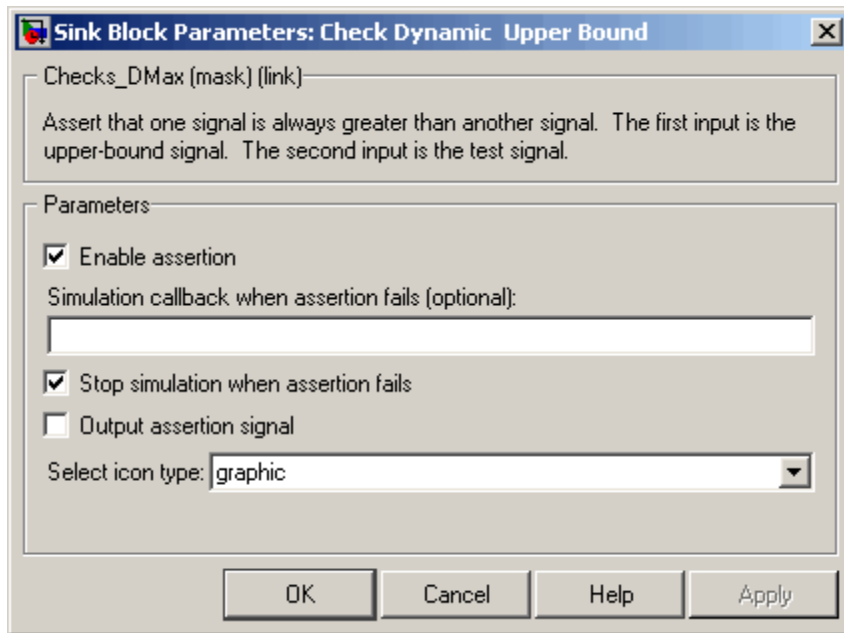 Sink Block Parameters: Check Dynamic  Upper Bound
Checks_DMax (mask) (link)
Assert that one signal is always greater than another signal.  The first input is the
upper-bound signal.  The second input is the test signal.
Parameters
Enable assertion
Simulation callback when assertion fails (optional):
Stop simulation when assertion fails
Output assertion signal
Select icon type: graphic
OK Cancel Help Apply